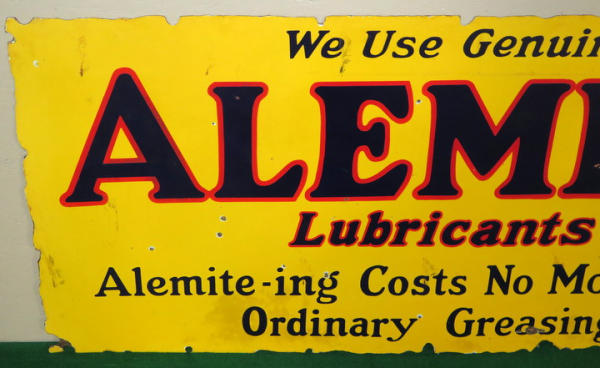 We Use Genuin
ALEM
Lubricants
Alemite-ing Costs No Mo
Ordinary Greasing